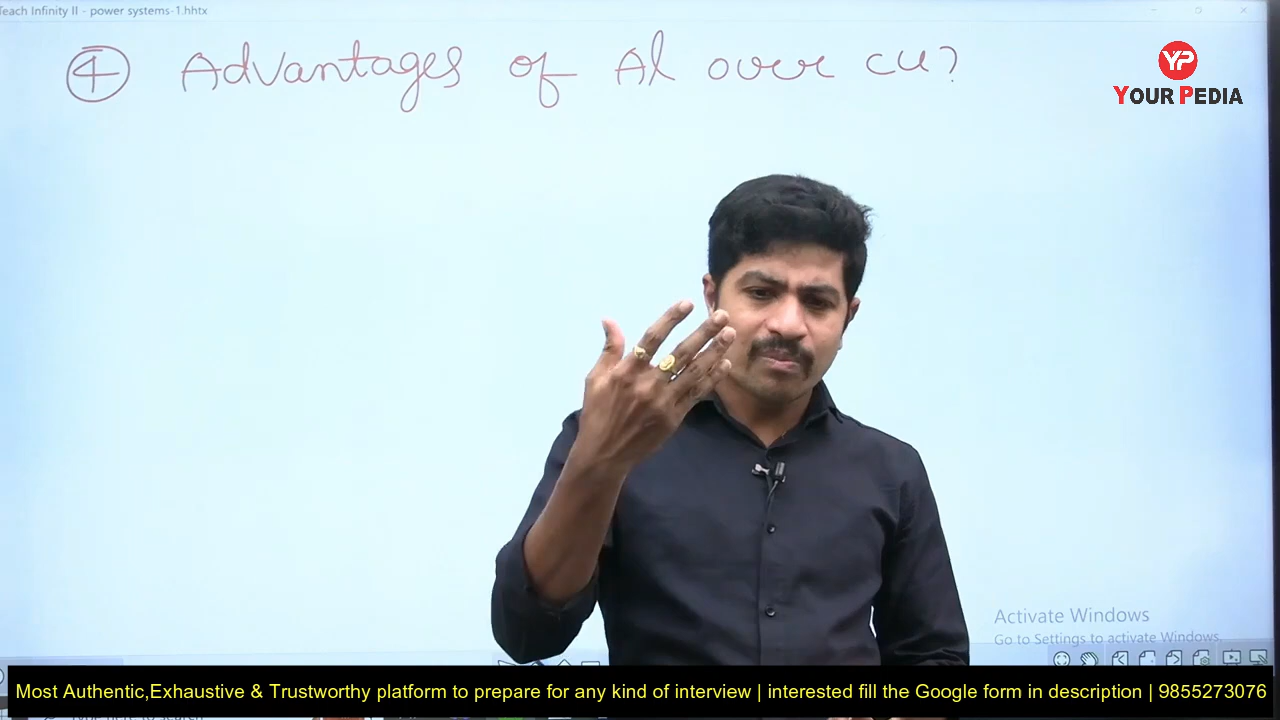 Teach Infinity II - power systems-1.hhtx
4 Advantages of Al over cu?
YP
YOUR PEDIA
Activate Windows
Go to Settings to activate Windows.
Most Authentic,Exhaustive & Trustworthy platform to prepare for any kind of interview | interested fill the Google form in description | 9855273076